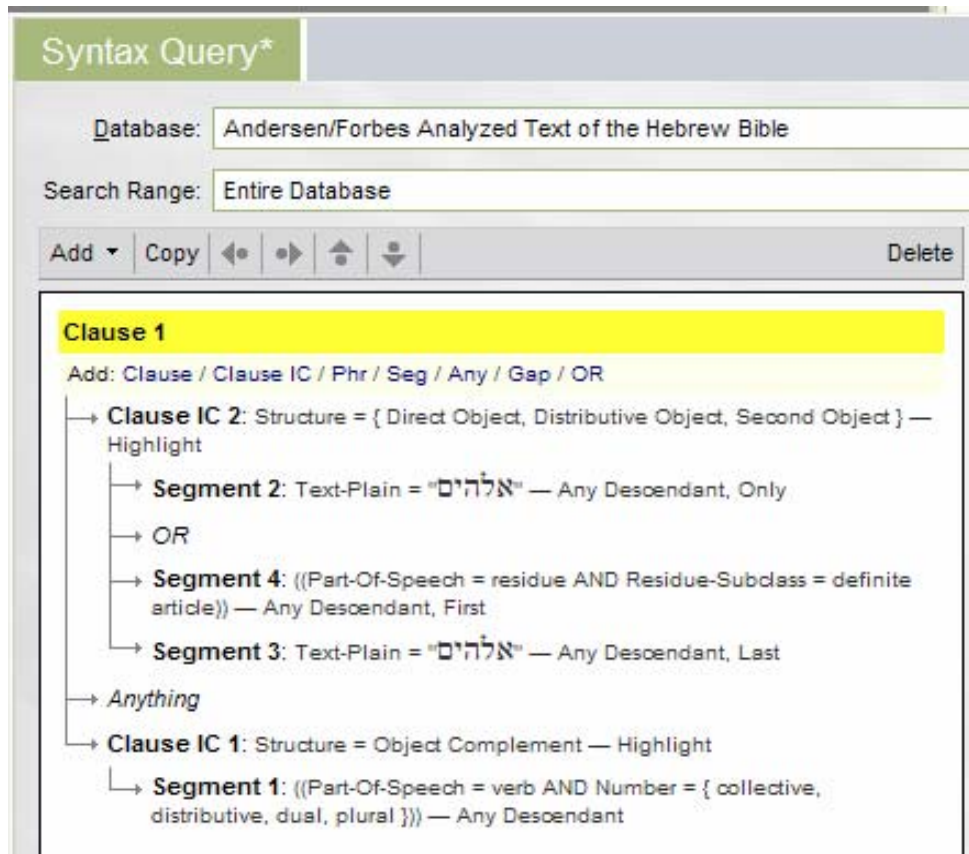 Syntax Query*
Database: Andersen/Forbes Analyzed Text of the Hebrew Bible
Search Range: Entire Database
Add Copy Delete
Clause 1
Add: Clause / Clause IC / Phr / Seg / Any / Gap / OR
Clause IC 2: Structure = { Direct Object, Distributive Object, Second Object } —
Highlight
Segment 2: Text-Plain = "אלהים" — Any Descendant, Only
OR
Segment 4: ((Part-Of-Speech = residue AND Residue-Subclass = definite
article)) — Any Descendant, First
Segment 3: Text-Plain = "אלהים" — Any Descendant, Last
Anything
Clause IC 1: Structure = Object Complement — Highlight
Segment 1: ((Part-Of-Speech = verb AND Number = { collective,
distributive, dual, plural })) — Any Descendant